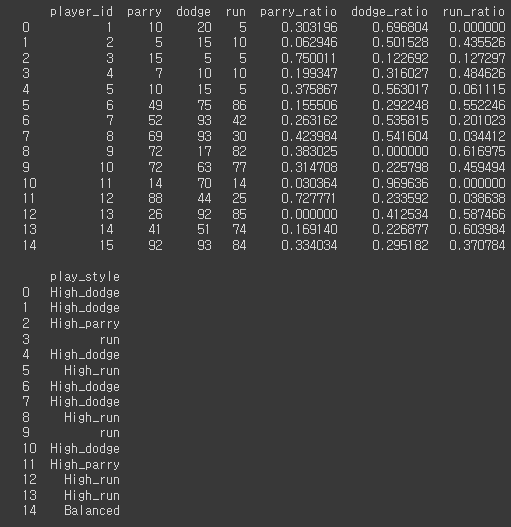 player_id parry dodge run parry_ratio dodge_ratio run_ratio
0 1 10 20 5 0.303196 0.696804 0.000000
1 2 5 15 10 0.062946 0.501528 0.435526
2 3 15 5 5 0.750011 0.122692 0.127297
3 4 7 10 10 0.199347 0.316027 0.484626
4 5 10 15 5 0.375867 0.563017 0.061115
5 6 49 75 86 0.155506 0.292248 0.552246
6 7 52 93 42 0.263162 0.535815 0.201023
7 8 69 93 30 0.423984 0.541604 0.034412
8 9 72 17 82 0.383025 0.000000 0.616975
9 10 72 63 77 0.314708 0.225798 0.459494
10 11 14 70 14 0.030364 0.969636 0.000000
11 12 88 44 25 0.727771 0.233592 0.038638
12 13 26 92 85 0.000000 0.412534 0.587466
13 14 41 51 74 0.169140 0.226877 0.603984
14 15 92 93 84 0.334034 0.295182 0.370784
play_style
0 High_dodge
1 High_dodge
2 High_parry
3 run
4 High_dodge
5 High_run
6 High_dodge
7 High_dodge
8 High_run
9 run
10 High_dodge
11 High_parry
12 High_run
13 High_run
14 Balanced